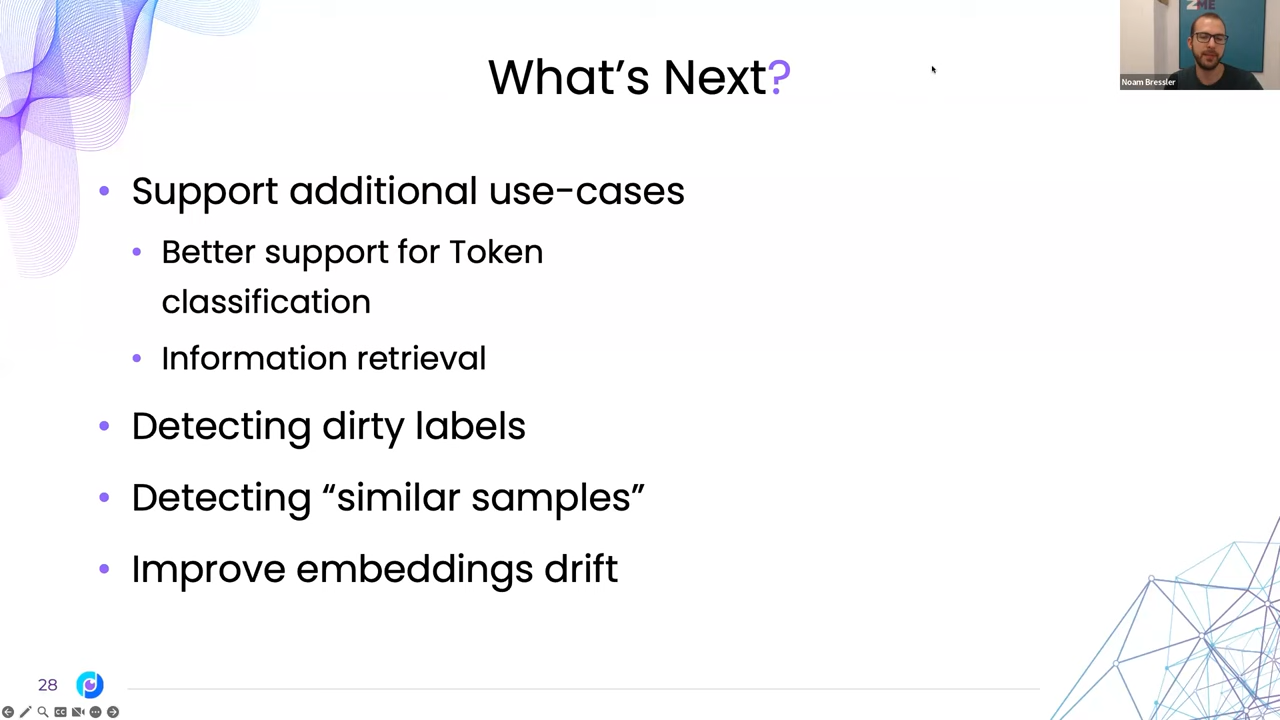 What’s Next?
Noam Bressler
• Support additional use-cases
• Better support for Token
classification
• Information retrieval
• Detecting dirty labels
• Detecting “similar samples”
• Improve embeddings drift
28
CC